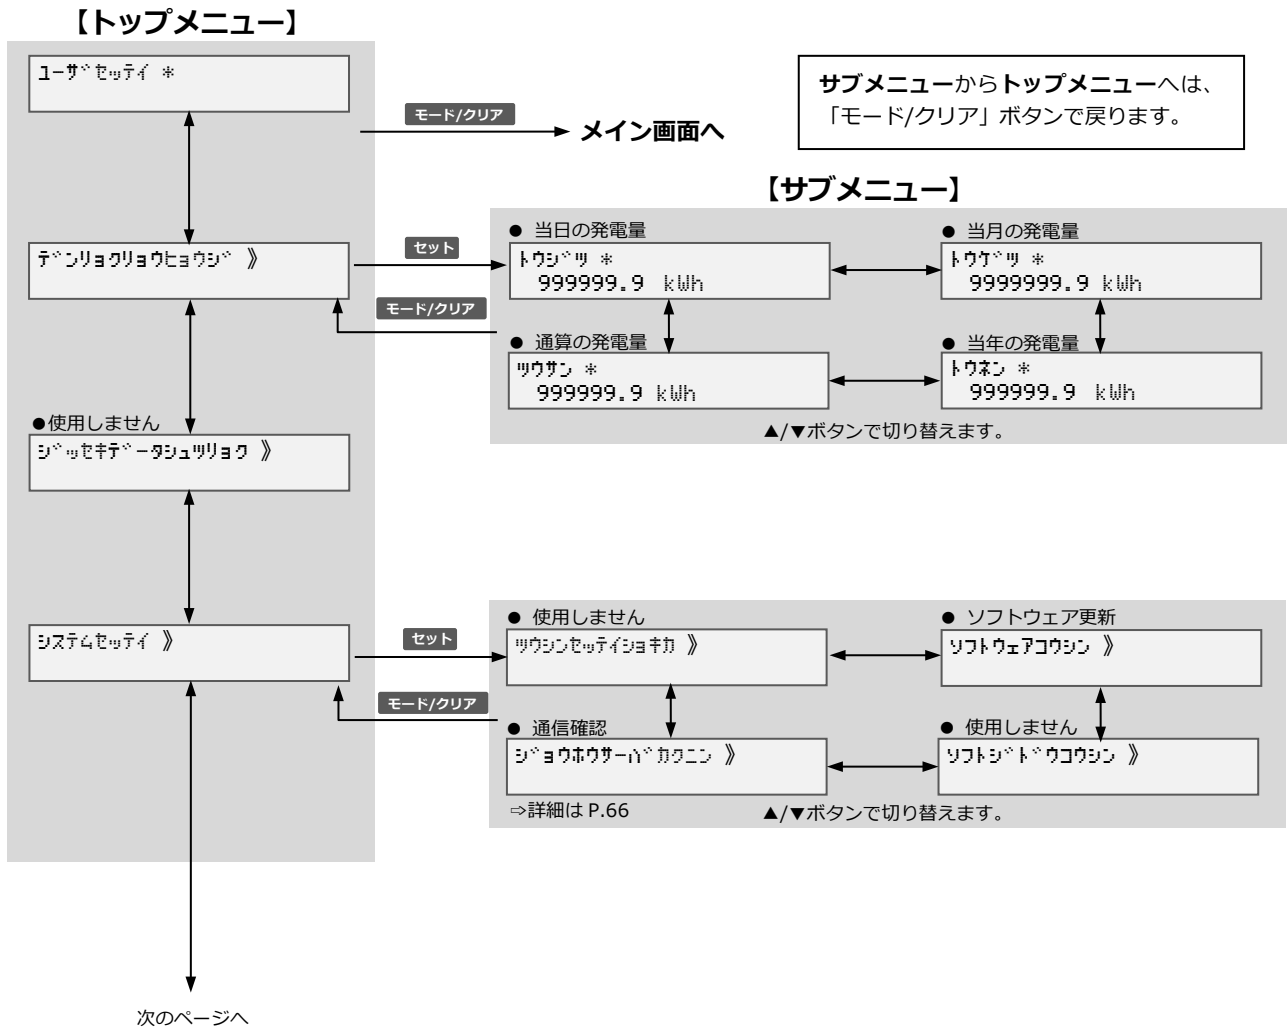 【トップメニュー】
ユーザセッテイ *
モード/クリア
メイン画面へ
サブメニューからトップメニューへは、
「モード/クリア」ボタンで戻ります。
【サブメニュー】
デンリョクリョウヒョウジ 》
セット
モード/クリア
● 当日の発電量
トウジツ *
999999.9 kWh
● 当月の発電量
トウゲツ *
9999999.9 kWh
● 通算の発電量
ツウサン *
999999.9 kWh
● 当年の発電量
トウネン *
999999.9 kWh
▲/▼ボタンで切り替えます。
●使用しません
ジッセキデータシュツリョク 》
システムセッテイ 》
セット
モード/クリア
● 使用しません
ツウシンセッテイショキカ 》
● ソフトウェア更新
ソフトウェアコウシン 》
● 通信確認
ジョウホウサーバカクニン 》
● 使用しません
ソフトジドウコウシン 》
⇨詳細は P.66
▲/▼ボタンで切り替えます。
次のページへ